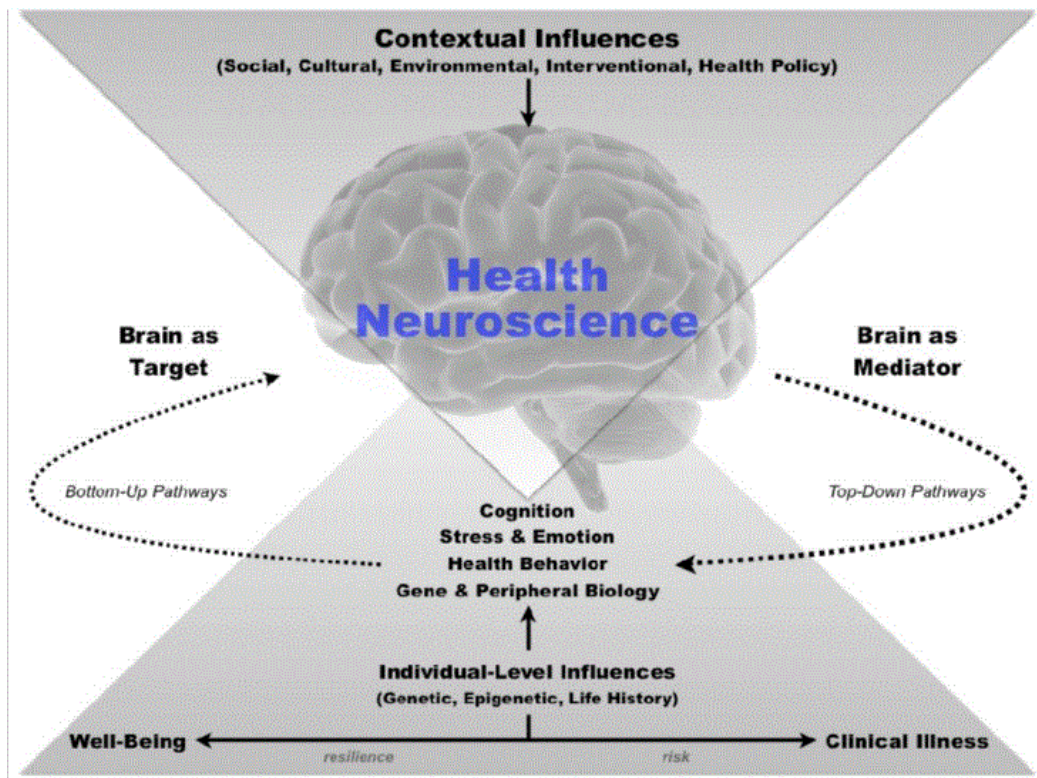 Contextual Influences
(Social, Cultural, Environmental, Interventional, Health Policy)
Health
Neuroscience
Brain as
Target
Brain as
Mediator
Bottom-Up Pathways
Top-Down Pathways
Cognition
Stress & Emotion
Health Behavior
Gene & Peripheral Biology
Individual-Level Influences
(Genetic, Epigenetic, Life History)
Well-Being
Clinical Illness
resilience
risk